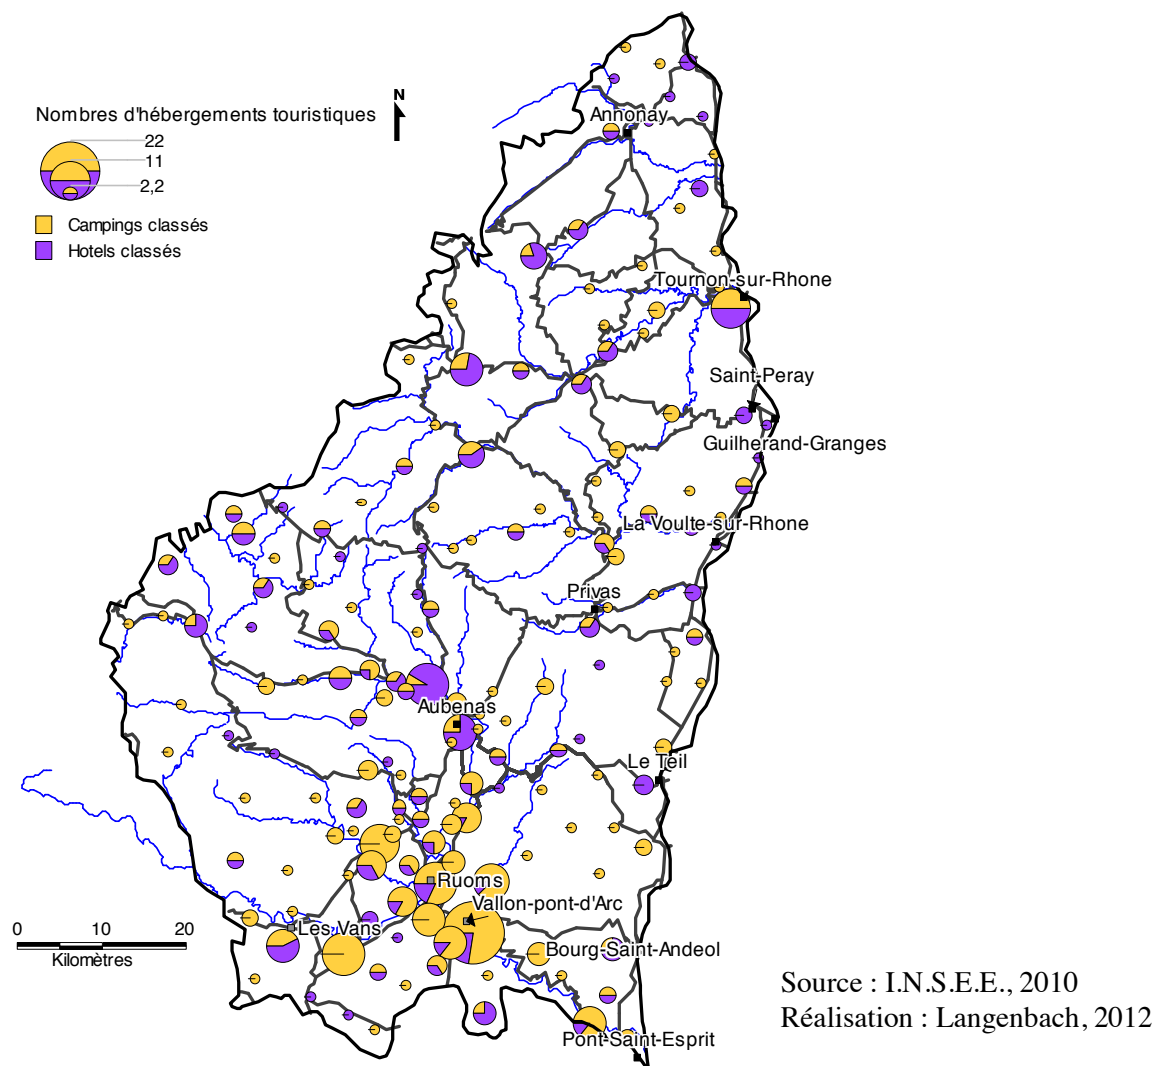 Nombres d'hébergements touristiques
22
11
2,2
Campings classés
Hotels classés
N
Annonay
Tournon-sur-Rhone
Saint-Peray
Guilherand-Granges
La Voulte-sur-Rhone
Privas
Aubenas
Le Teil
Ruoms
Vallon-pont-d'Arc
Les Vans
Bourg-Saint-Andeol
Pont-Saint-Esprit
0 10 20
Kilomètres
Source : I.N.S.E.E., 2010
Réalisation : Langenbach, 2012